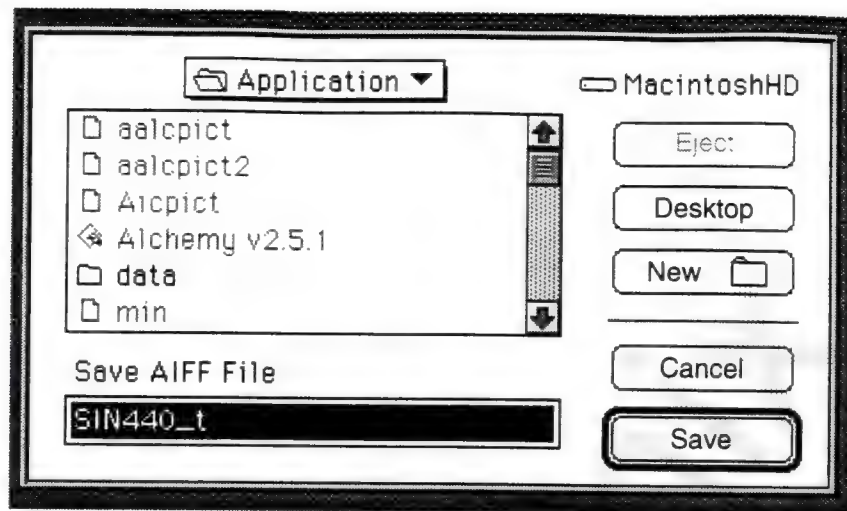 Application
MacintoshHD
aalcpict
aalcpict2
Alcpict
Alchemy v2.5.1
data
min
Eject
Desktop
New
Save AIFF File
SIN440_t
Cancel
Save